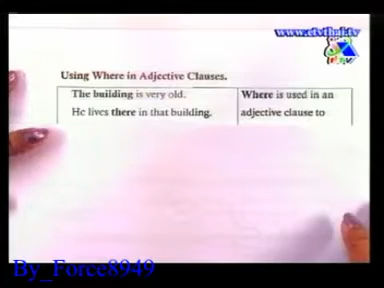 www.etvthai.tv
Using Where in Adjective Clauses.
The building is very old.
He lives there in that building.
Where is used in an
adjective clause to
By_Force8949